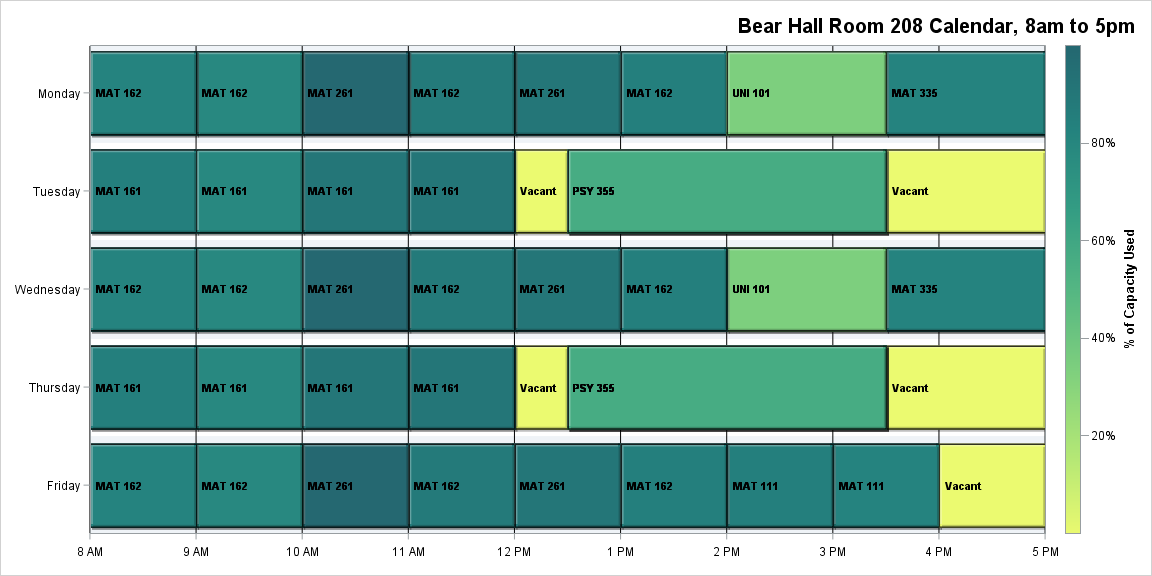 Bear Hall Room 208 Calendar, 8am to 5pm
Monday MAT 162 MAT 162 MAT 261 MAT 162 MAT 261 MAT 162 UNI 101 MAT 335
Tuesday MAT 161 MAT 161 MAT 161 MAT 161 Vacant PSY 355 Vacant
Wednesday MAT 162 MAT 162 MAT 261 MAT 162 MAT 261 MAT 162 UNI 101 MAT 335
Thursday MAT 161 MAT 161 MAT 161 MAT 161 Vacant PSY 355 Vacant
Friday MAT 162 MAT 162 MAT 261 MAT 162 MAT 261 MAT 162 MAT 111 MAT 111 Vacant
8 AM 9 AM 10 AM 11 AM 12 PM 1 PM 2 PM 3 PM 4 PM 5 PM
80%
60%
40%
20%
% of Capacity Used